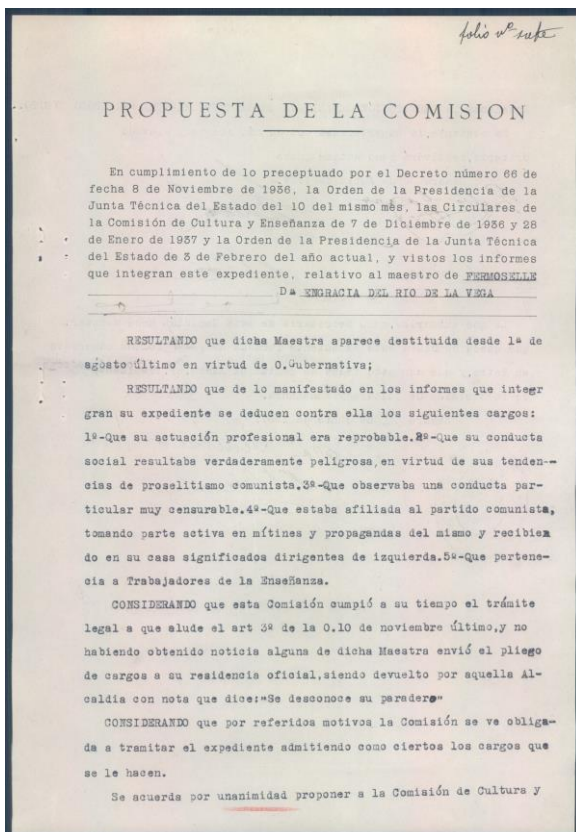 folio nº siete
PROPUESTA DE LA COMISION
En cumplimiento de lo preceptuado por el Decreto número 66 de
fecha 8 de Noviembre de 1936, la Orden de la Presidencia de la
Junta Técnica del Estado del 10 del mismo mes, las Circulares de
la Comisión de Cultura y Enseñanza de 7 de Diciembre de 1936 y 28
de Enero de 1937 y la Orden de la Presidencia de la Junta Técnica
del Estado de 3 de Febrero del año actual, y vistos los informes
que integran este expediente, relativo al maestro de FERMOSELLE
Dª ENGRACIA DEL RIO DE LA VEGA
RESULTANDO que dicha Maestra aparece destituida desde 1ª de
agosto último en virtud de O.Gubernativa;
RESULTANDO que de lo manifestado en los informes que integr
gran su expediente se deducen contra ella los siguientes cargos:
1º-Que su actuación profesional era reprobable.2º-Que su conducta
social resultaba verdaderamente peligrosa,en virtud de sus tenden--
cias de proselitismo comunista.3º-Que observaba una conducta par-
ticular muy censurable.4º-Que estaba afiliada al partido comunista,
tomando parte activa en mítines y propagandas del mismo y recibien
do en su casa significados dirigentes de izquierda.5º-Que pertene-
cia a Trabajadores de la Enseñanza.
CONSIDERANDO que esta Comisión cumpió a su tiempo el trámite
legal a que alude el art 3º de la O.10 de noviembre último,y no
habiendo obtenido noticia alguna de dicha Maestra envió el pliego
de cargos a su residencia oficial,siendo devuelto por aquella Al-
caldia con nota que dice:"Se desconoce su paradero"
CONSIDERANDO que por referidos motivos la Comisión se ve obliga-
da a tramitar el expediente admitiendo como ciertos los cargos que
se le hacen.
Se acuerda por unanimidad proponer a la Comisión de Cultura y